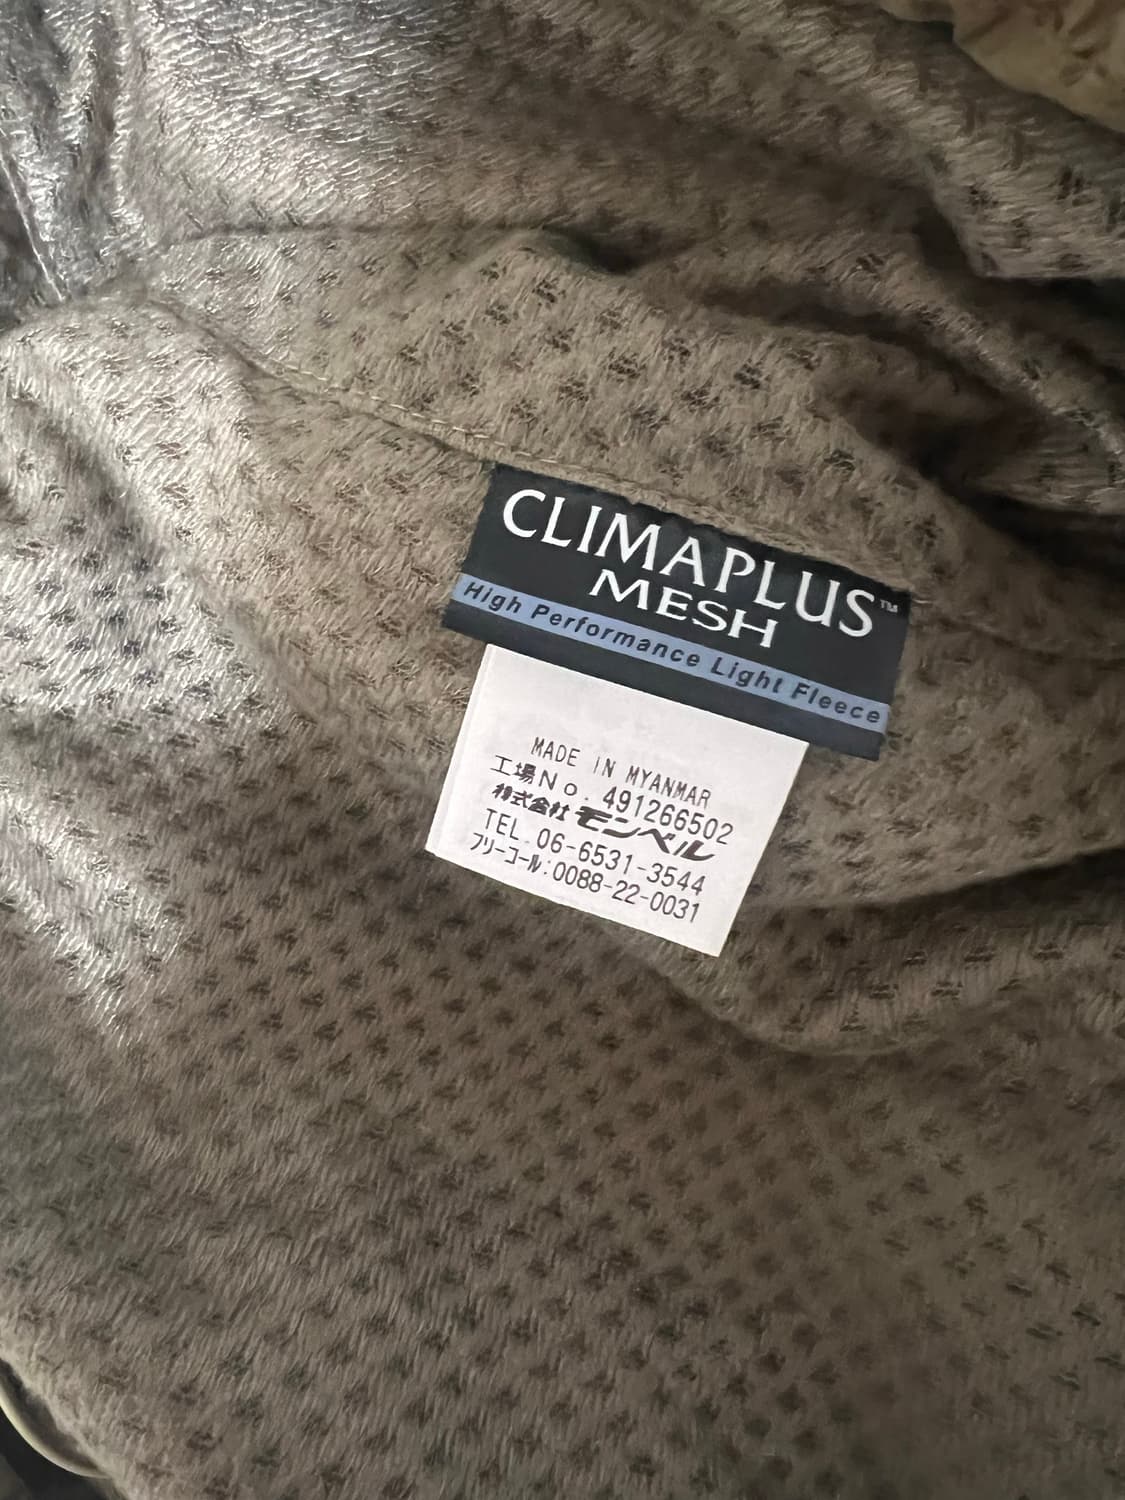 CLIMAPLUS™
MESH
High Performance Light Fleece
MADE IN MYANMAR
工場No. 491266502
株式会社モンベル
TEL.06-6531-3544
フリーコール:0088-22-0031